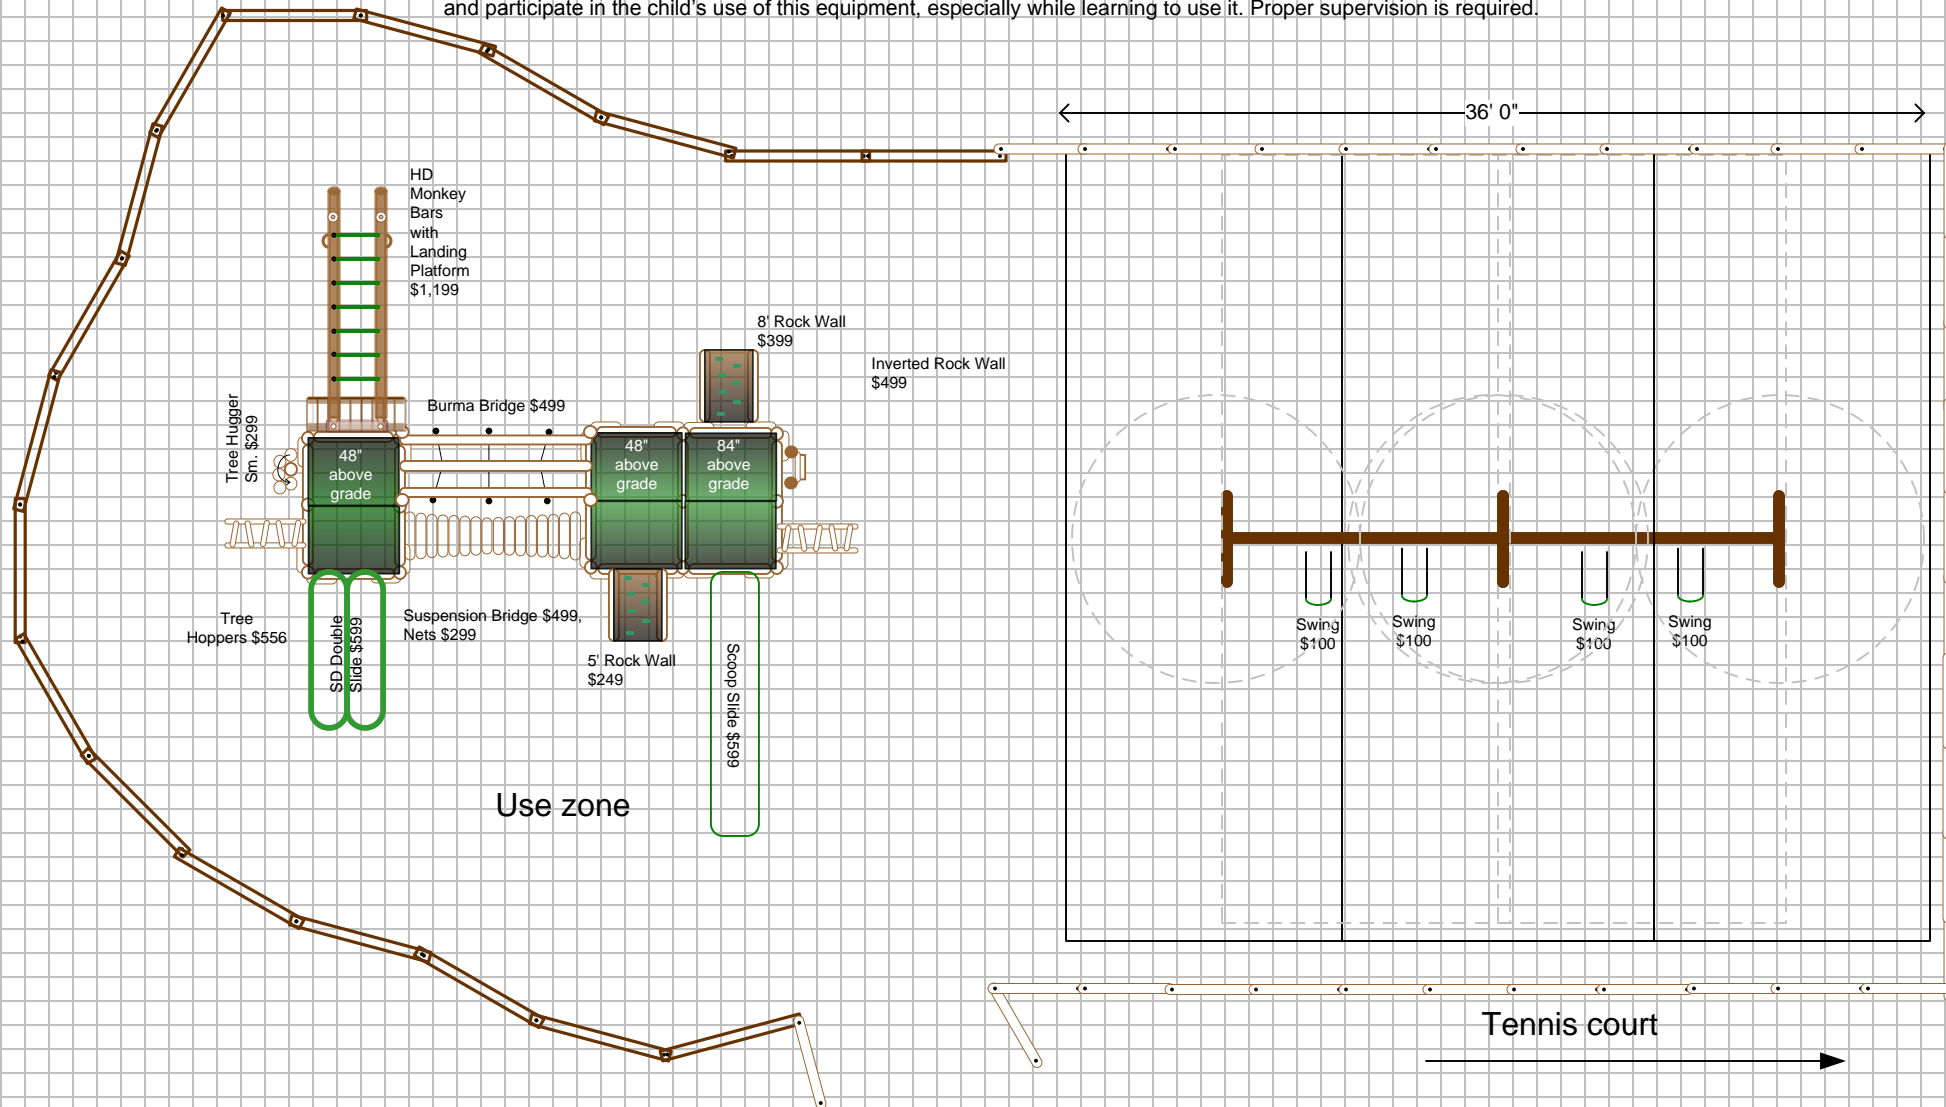 and participate in the child's use of this equipment, especially while learning to use it. Proper supervision is required.
36' 0"
HD
Monkey
Bars
with
Landing
Platform
$1,199
8' Rock Wall
$399
Inverted Rock Wall
$499
Tree Hugger
Sm. $299
Burma Bridge $499
48"
above
grade
48"
above
grade
84"
above
grade
Tree
Hoppers $556
SD Double
Slide $599
Suspension Bridge $499,
Nets $299
5' Rock Wall
$249
Scoop Slide $599
Swing
$100
Swing
$100
Swing
$100
Swing
$100
Use zone
Tennis court